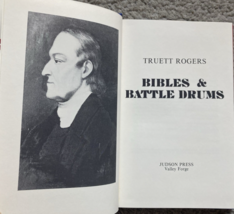 TRUETT ROGERS
BIBLES &
BATTLE DRUMS
JUDSON PRESS
Valley Forge